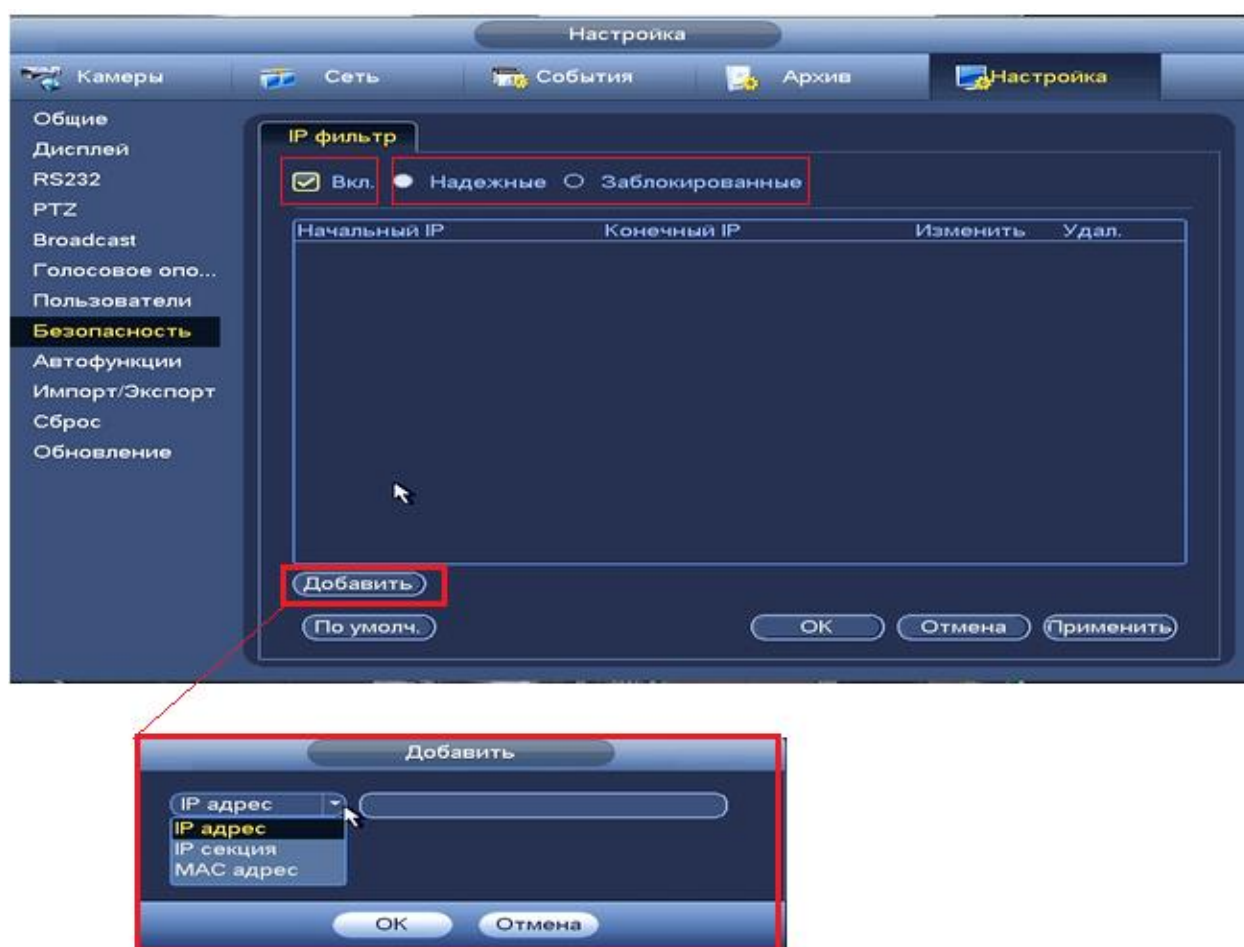 Настройка
Камеры Сеть События Архив Настройка
Общие
Дисплей
RS232
PTZ
Broadcast
Голосовое опо...
Пользователи
Безопасность
Автофункции
Импорт/Экспорт
Сброс
Обновление
IP фильтр
Вкл. Надежные Заблокированные
Начальный IP Конечный IP Изменить Удал.
Добавить
По умолч. OK Отмена Применить
Добавить
IP адрес
IP адрес
IP секция
MAC адрес
OK Отмена